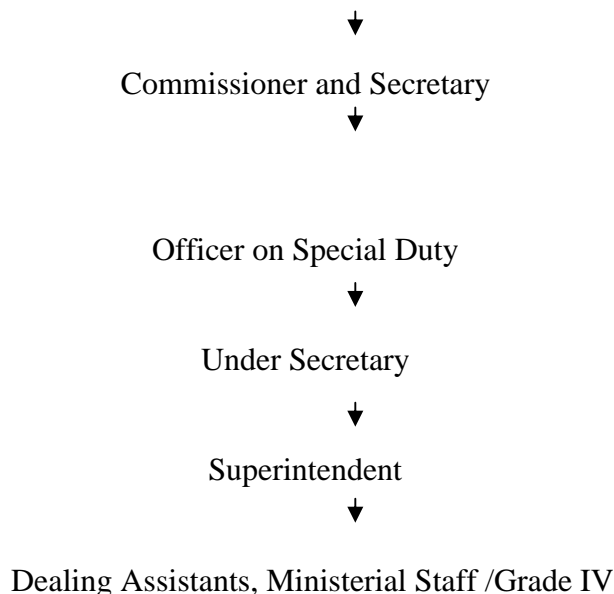 Commissioner and Secretary
Officer on Special Duty
Under Secretary
Superintendent
Dealing Assistants, Ministerial Staff /Grade IV